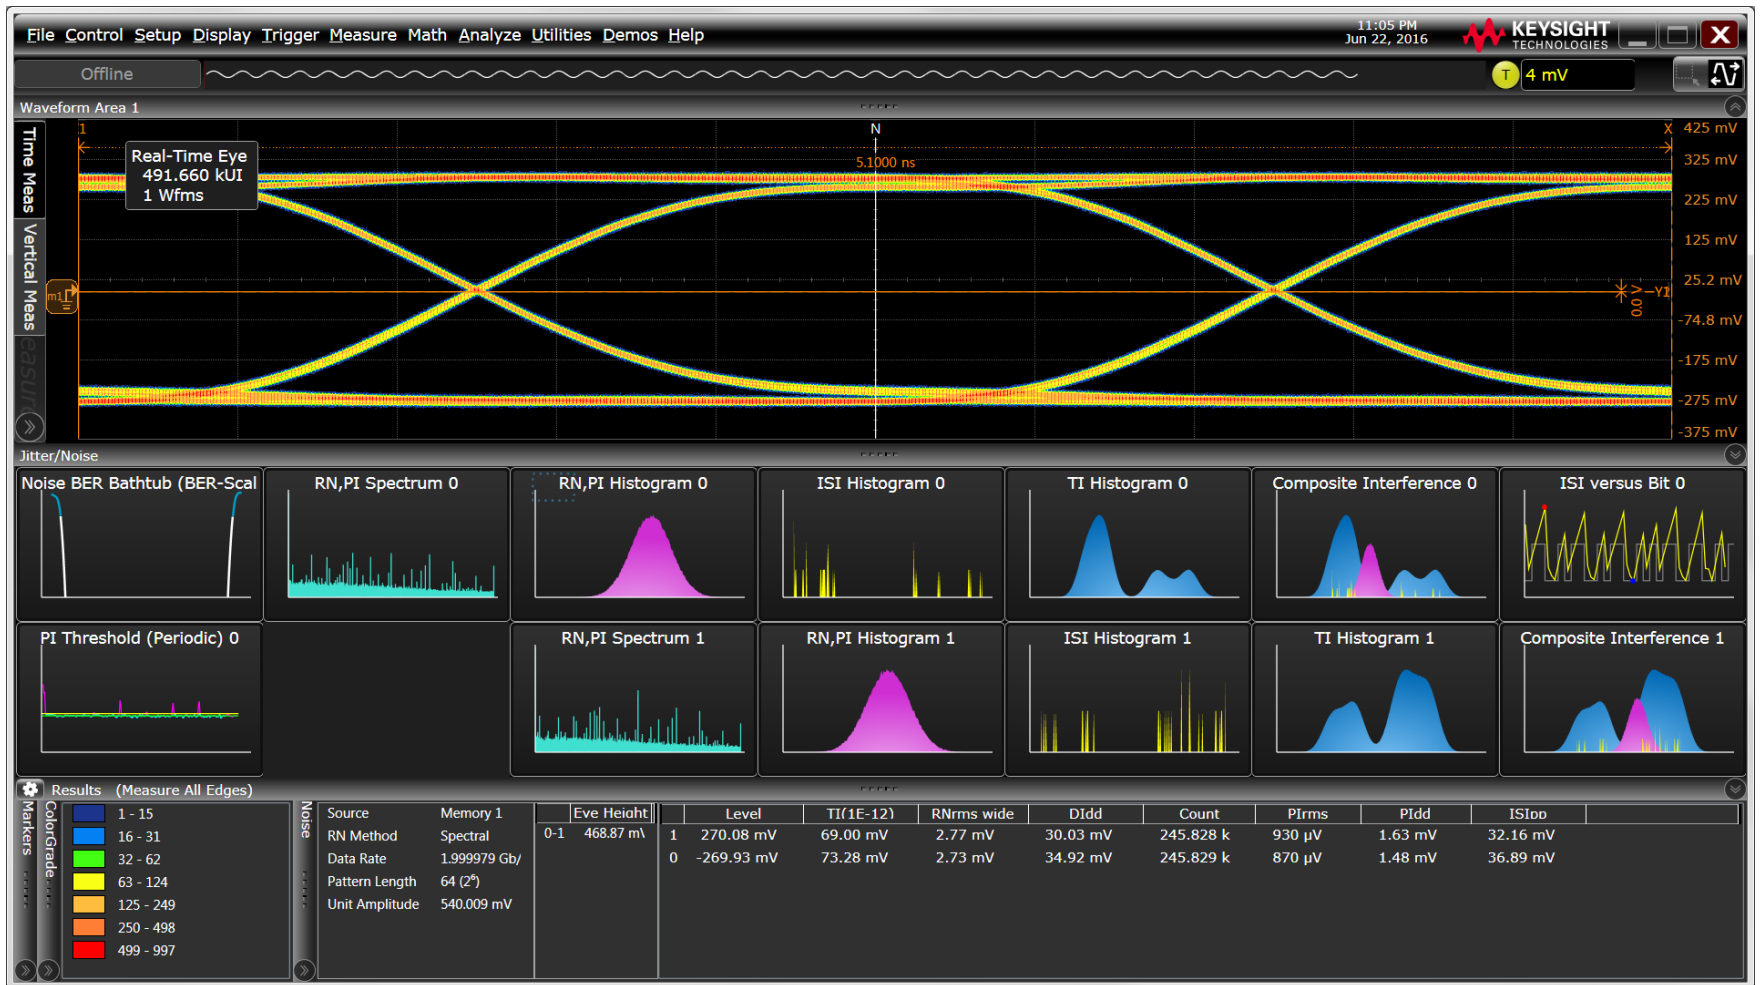 File Control Setup Display Trigger Measure Math Analyze Utilities Demos Help
11:05 PM
Jun 22, 2016
KEYSIGHT
TECHNOLOGIES
X
Offline
T
4 mV
Waveform Area 1
Time Meas
Vertical Meas
1
N
X
5.1000 ns
Real-Time Eye
491.660 kUI
1 Wfms
425 mV
325 mV
225 mV
125 mV
25.2 mV
-74.8 mV
-175 mV
-275 mV
-375 mV
m1
0.0 V
Y1
Jitter/Noise
Noise BER Bathtub (BER-Scal
RN,PI Spectrum 0
RN,PI Histogram 0
ISI Histogram 0
TI Histogram 0
Composite Interference 0
ISI versus Bit 0
PI Threshold (Periodic) 0
RN,PI Spectrum 1
RN,PI Histogram 1
ISI Histogram 1
TI Histogram 1
Composite Interference 1
Results (Measure All Edges)
Markers
ColorGrade
1 - 15
16 - 31
32 - 62
63 - 124
125 - 249
250 - 498
499 - 997
Noise
Source Memory 1
RN Method Spectral
Data Rate 1.999979 Gb/
Pattern Length 64 (2⁶)
Unit Amplitude 540.009 mV
Eye Height
0-1 468.87 m\
Level TI(1E-12) RNrms wide DJdd Count PIrms PIdd ISIpp
1 270.08 mV 69.00 mV 2.77 mV 30.03 mV 245.828 k 930 µV 1.63 mV 32.16 mV
0 -269.93 mV 73.28 mV 2.73 mV 34.92 mV 245.829 k 870 µV 1.48 mV 36.89 mV